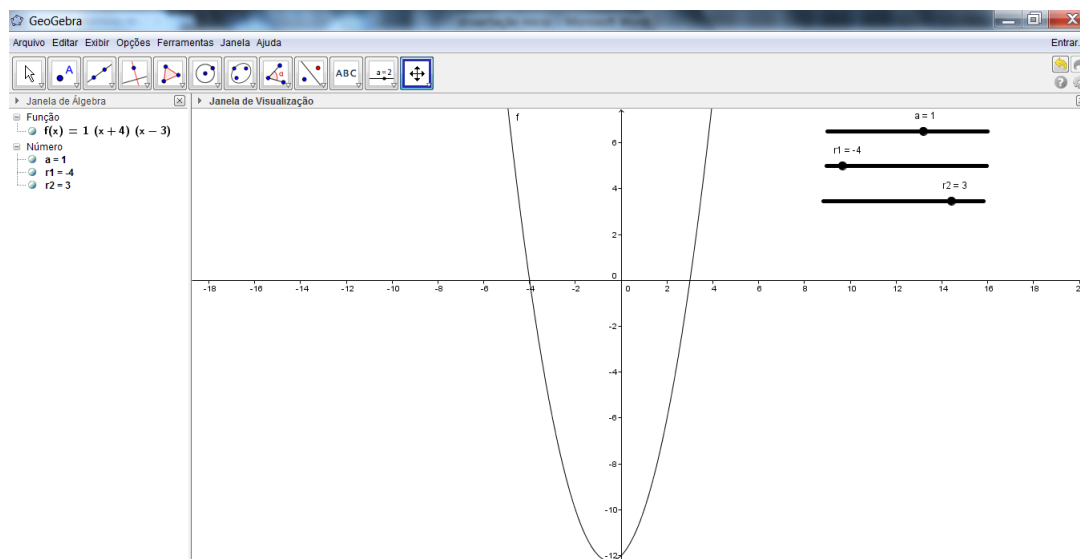 GeoGebra
Arquivo Editar Exibir Opções Ferramentas Janela Ajuda
Entrar...
A
α
ABC
a=2
Janela de Álgebra
Janela de Visualização
Função
f(x) = 1 (x+4) (x−3)
Número
a = 1
r1 = -4
r2 = 3
f
a = 1
r1 = -4
r2 = 3
6
4
2
0
-18 -16 -14 -12 -10 -8 -6 -4 -2 0 2 4 6 8 10 12 14 16 18
-2
-4
-6
-8
-10
-12